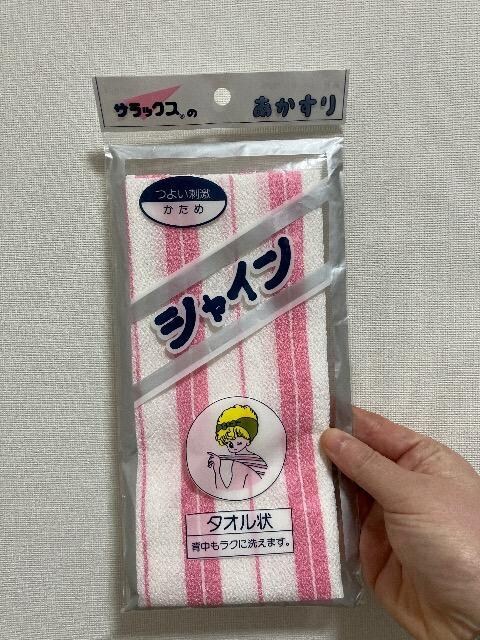 サラックス®の あかすり
つよい刺激
かため
シャイン
タオル状
背中もラクに洗えます。